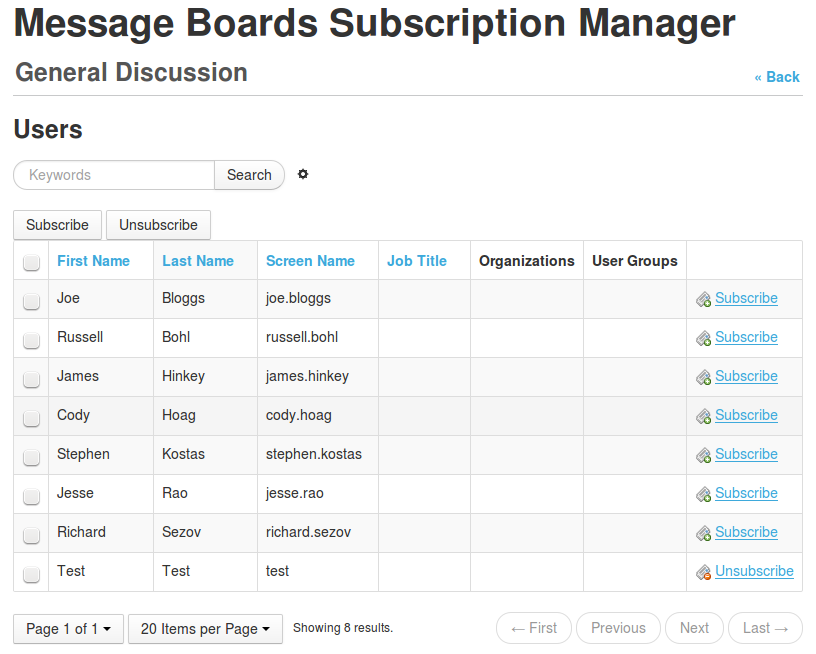 Message Boards Subscription Manager
General Discussion « Back
Users
Keywords Search
Subscribe Unsubscribe
First Name Last Name Screen Name Job Title Organizations User Groups
Joe Bloggs joe.bloggs Subscribe
Russell Bohl russell.bohl Subscribe
James Hinkey james.hinkey Subscribe
Cody Hoag cody.hoag Subscribe
Stephen Kostas stephen.kostas Subscribe
Jesse Rao jesse.rao Subscribe
Richard Sezov richard.sezov Subscribe
Test Test test Unsubscribe
Page 1 of 1 20 Items per Page Showing 8 results. ← First Previous Next Last →